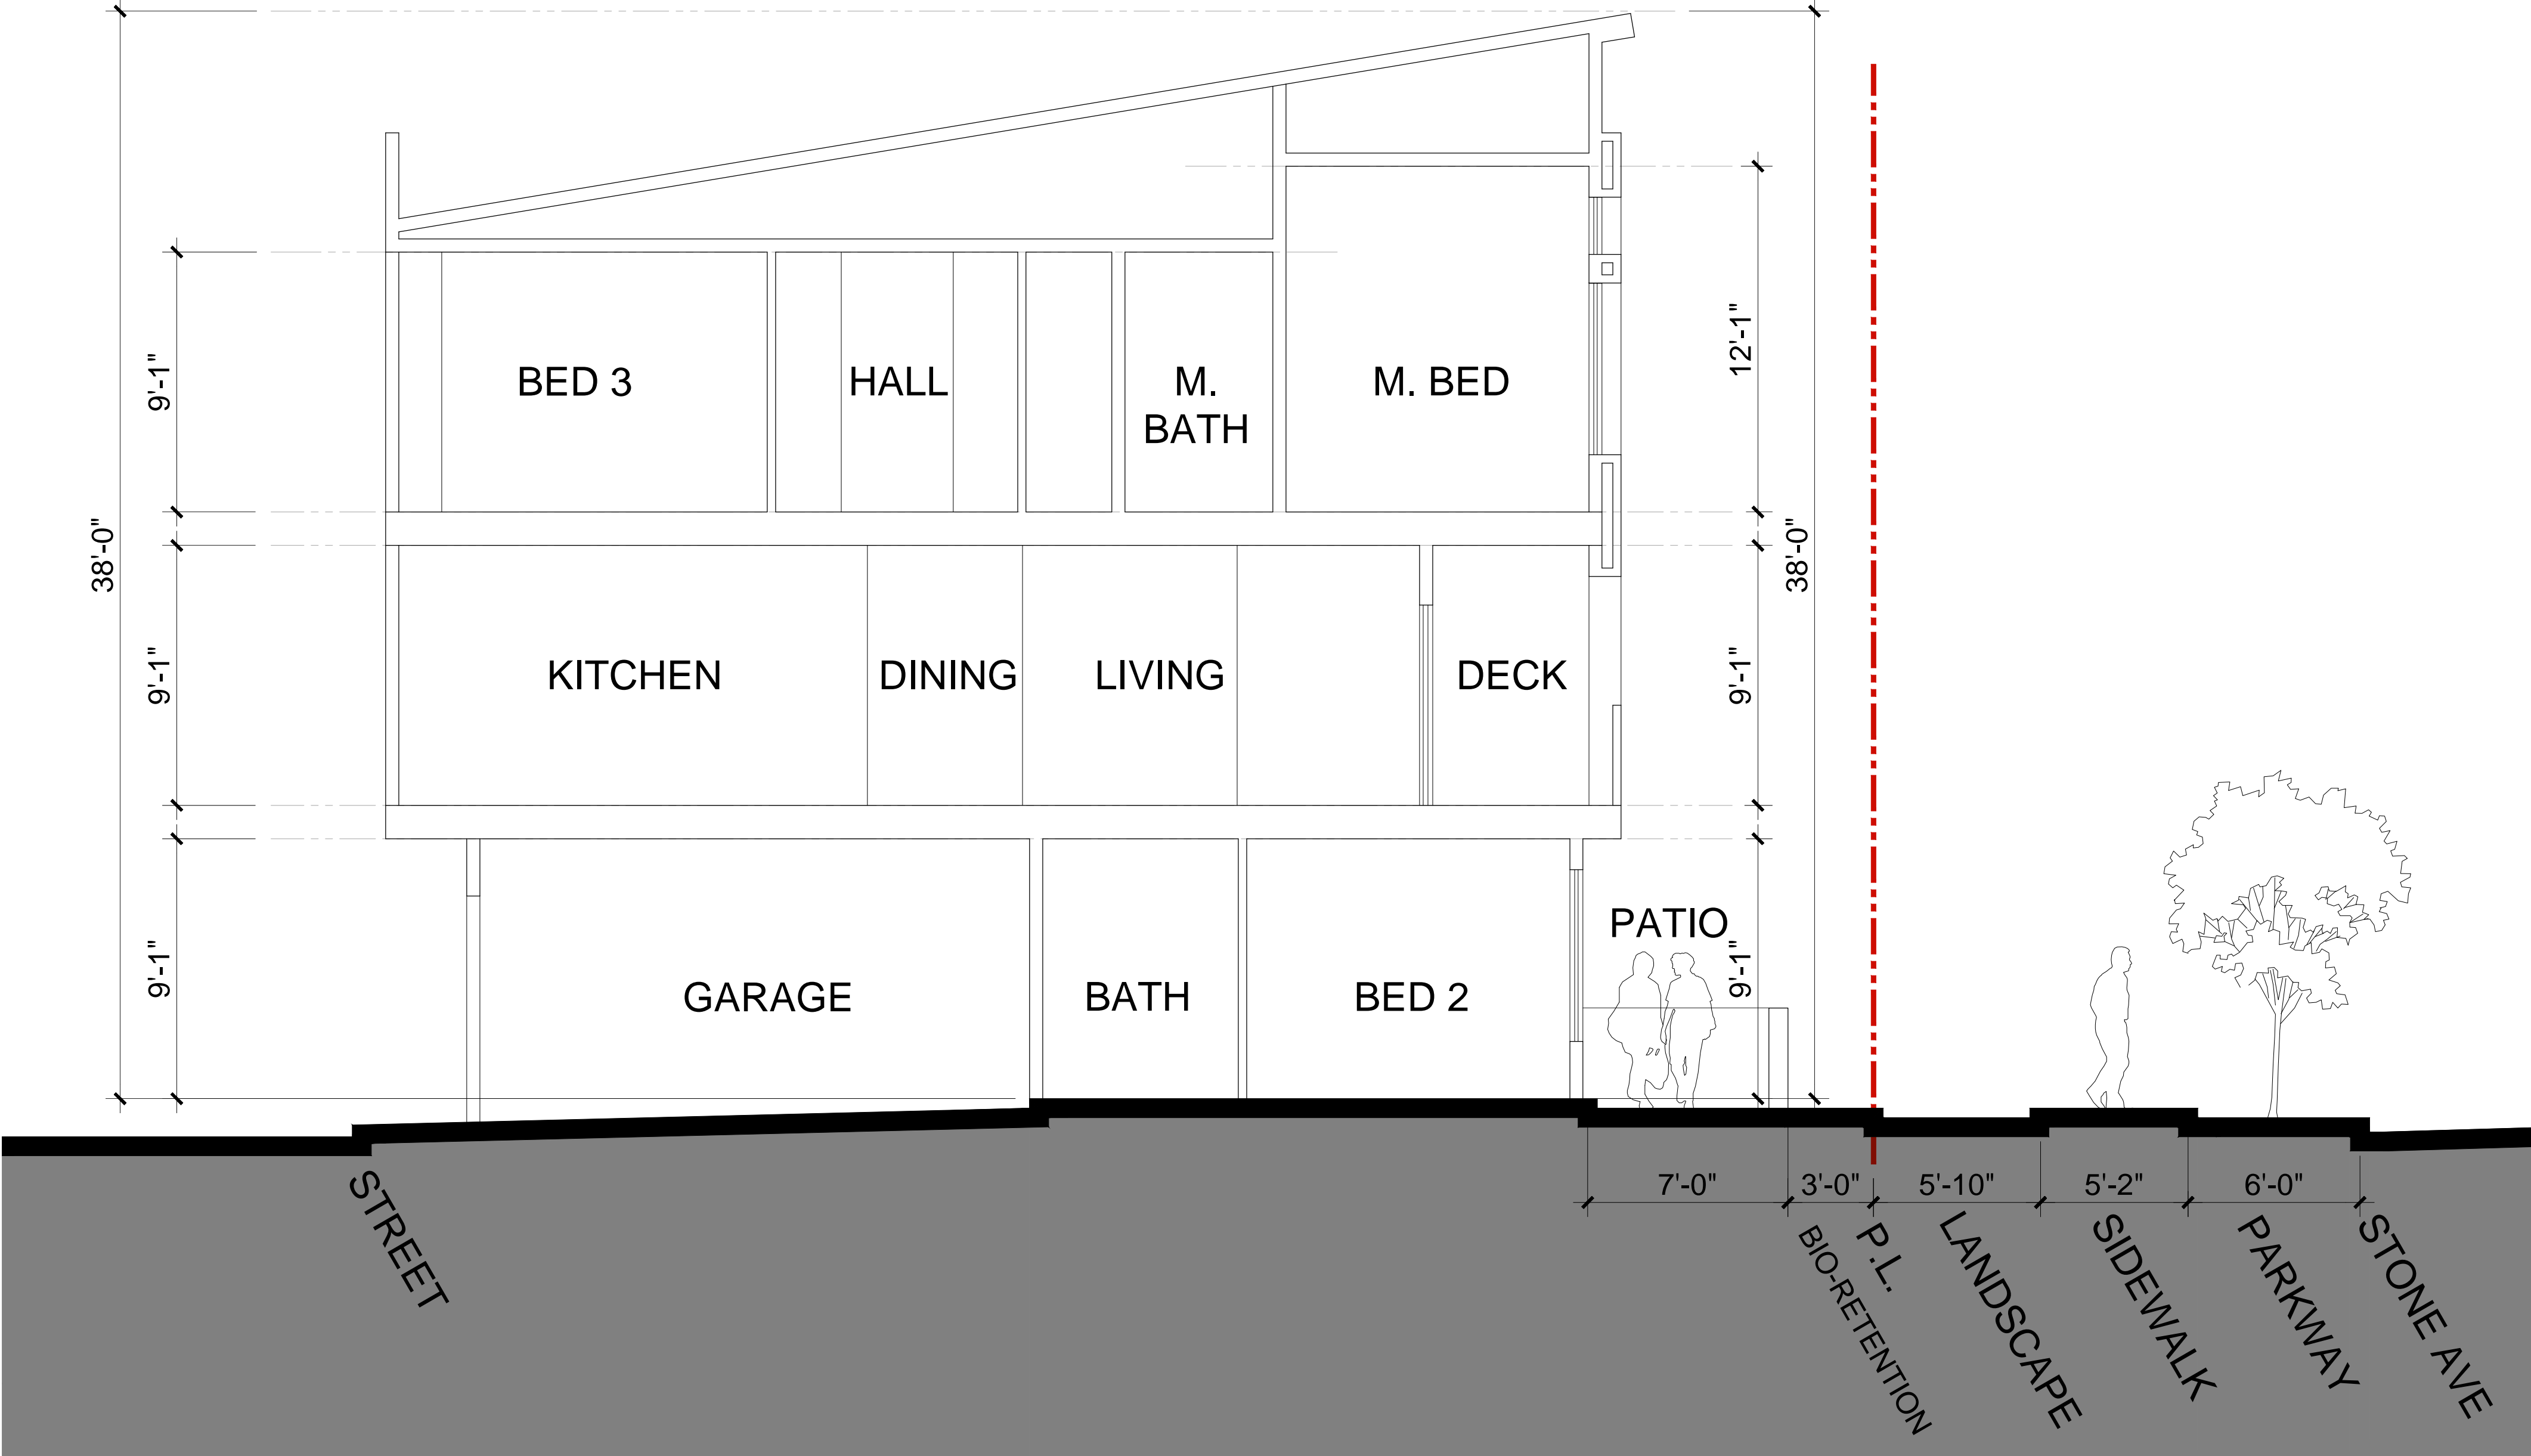 BED 3
HALL
M.
BATH
M. BED
9'-1"
12'-1"
38'-0"
38'-0"
KITCHEN
DINING
LIVING
DECK
9'-1"
9'-1"
PATIO
GARAGE
BATH
BED 2
9'-1"
9'-1"
7'-0"
3'-0"
5'-10"
5'-2"
6'-0"
STREET
BIO-RETENTION
P.L.
LANDSCAPE
SIDEWALK
PARKWAY
STONE AVE